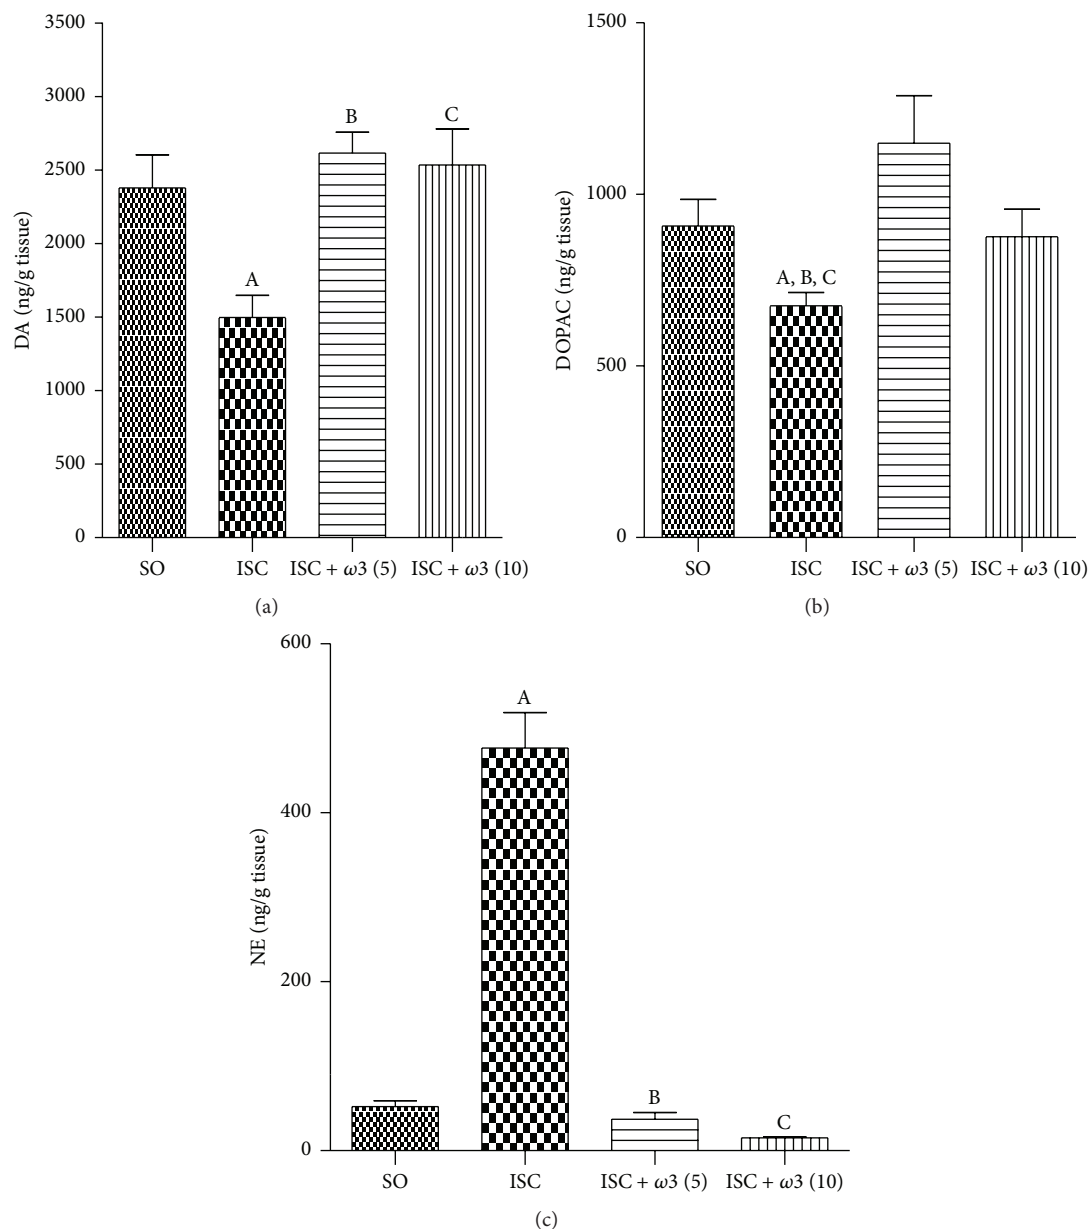 3500
3000
2500
2000
1500
1000
500
0
DA (ng/g tissue)
A
B
C
SO
ISC
ISC + ω3 (5)
ISC + ω3 (10)
(a)
1500
1000
500
0
DOPAC (ng/g tissue)
A, B, C
SO
ISC
ISC + ω3 (5)
ISC + ω3 (10)
(b)
600
400
200
0
NE (ng/g tissue)
A
B
C
SO
ISC
ISC + ω3 (5)
ISC + ω3 (10)
(c)